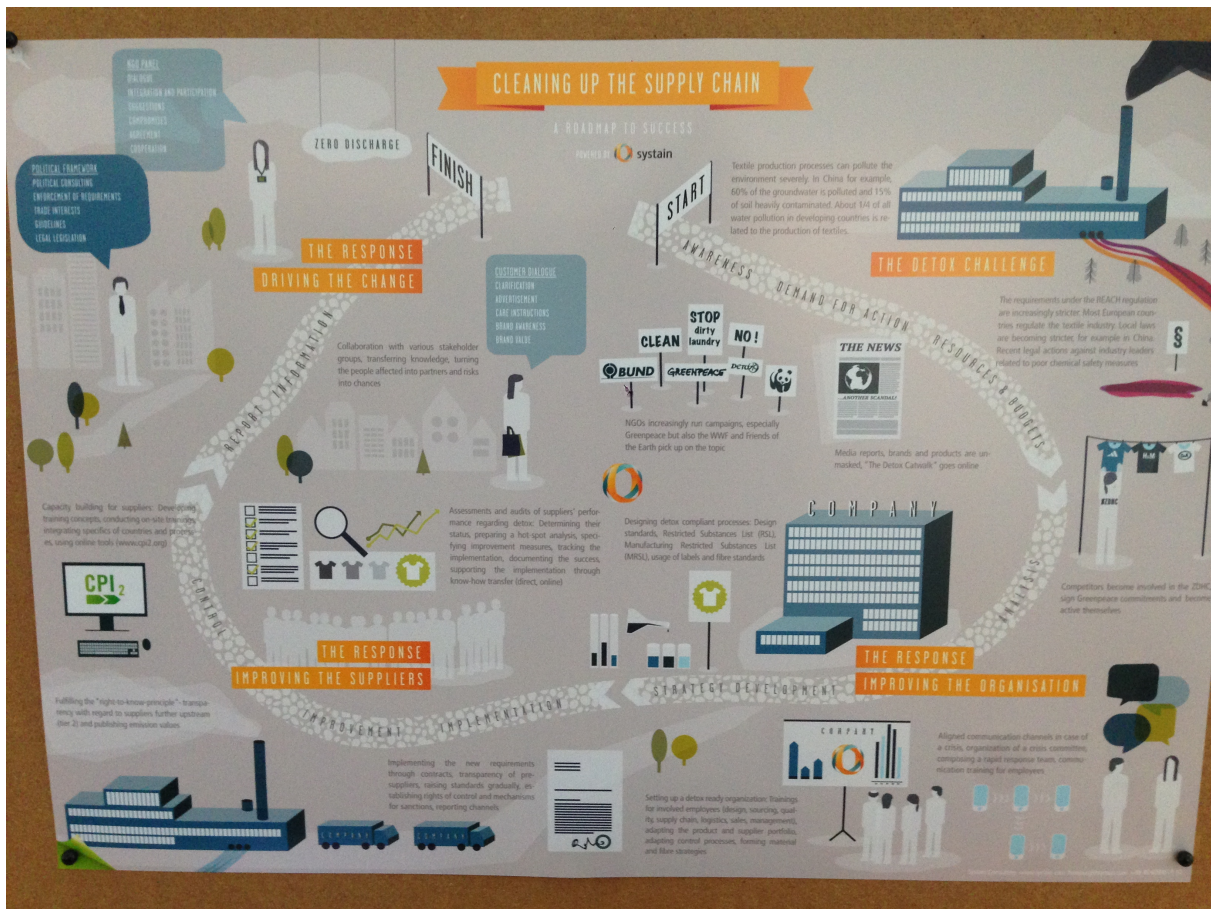 CLEANING UP THE SUPPLY CHAIN
A ROADMAP TO SUCCESS
POWERED BY systain
NGO PANEL
DIALOGUE
INTEGRATION AND PARTICIPATION
SUGGESTIONS
COMPROMISES
AGREEMENT
COOPERATION
POLITICAL FRAMEWORK
POLITICAL CONSULTING
ENFORCEMENT OF REQUIREMENTS
TRADE INTERESTS
GUIDELINES
LEGAL LEGISLATION
ZERO DISCHARGE
FINISH
START
Textile production processes can pollute the
environment severely. In China for example,
60% of the groundwater is polluted and 15%
of soil heavily contaminated. About 1/4 of all
water pollution in developing countries is re-
lated to the production of textiles.
THE DETOX CHALLENGE
AWARENESS
DEMAND FOR ACTION
RESOURCES & BUDGETS
The requirements under the REACH regulation
are increasingly stricter. Most European coun-
tries regulate the textile industry. Local laws
are becoming stricter, for example in China.
Recent legal actions against industry leaders
related to poor chemical safety measures
§
THE RESPONSE
DRIVING THE CHANGE
CUSTOMER DIALOGUE
CLARIFICATION
ADVERTISEMENT
CARE INSTRUCTIONS
BRAND AWARENESS
BRAND VALUE
Collaboration with various stakeholder
groups, transferring knowledge, turning
the people affected into partners and risks
into chances
REPORT INFORMATION
CLEAN
STOP
dirty
laundry
NO!
BUND
GREENPEACE
DETOX
NGOs increasingly run campaigns, especially
Greenpeace but also the WWF and Friends of
the Earth pick up on the topic
THE NEWS
..ANOTHER SCANDAL!
Media reports, brands and products are un-
masked, "The Detox Catwalk" goes online
H&M
ZDHC
Competitors become involved in the ZDHC,
sign Greenpeace commitments and become
active themselves
ANALYSIS
COMPANY
Designing detox compliant processes: Design
standards, Restricted Substances List (RSL),
Manufacturing Restricted Substances List
(MRSL), usage of labels and fibre standards
THE RESPONSE
IMPROVING THE ORGANISATION
STRATEGY DEVELOPMENT
Assessments and audits of suppliers' perfor-
mance regarding detox: Determining their
status, preparing a hot-spot analysis, speci-
fying improvement measures, tracking the
implementation, documenting the success,
supporting the implementation through
know-how transfer (direct, online)
Capacity building for suppliers: Developing
training concepts, conducting on-site trainings
integrating specifics of countries and proces-
es, using online tools (www.cpi2.org)
CPI2
CONTROL
THE RESPONSE
IMPROVING THE SUPPLIERS
IMPROVEMENT
IMPLEMENTATION
Fulfilling the "right-to-know-principle"- transpa-
rency with regard to suppliers further upstream
(tier 2) and publishing emission values
COMPANY
COMPANY
Implementing the new requirements
through contracts, transparency of pre-
suppliers, raising standards gradually, es-
tablishing rights of control and mechanisms
for sanctions, reporting channels
COMPANY
Setting up a detox ready organization: Trainings
for involved employees (design, sourcing, qual-
ity, supply chain, logistics, sales, management),
adapting the product and supplier portfolio,
adapting control processes, forming material
and fibre strategies
Aligned communication channels in case of
a crisis, organization of a crisis committee,
comprising a rapid response team, commu-
nication training for employees